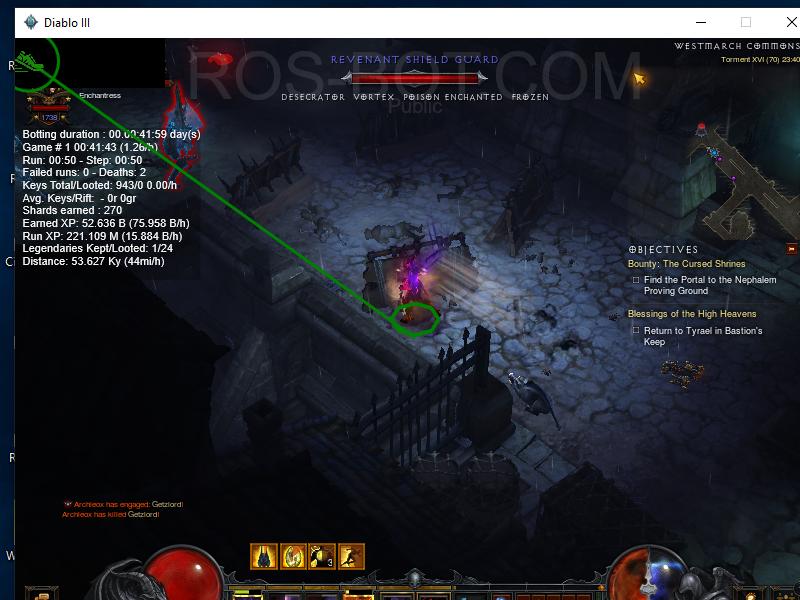 Diablo III
WESTMARCH COMMONS
Torment XVI (70) 23:40
REVENANT SHIELD GUARD
DESECRATOR VORTEX POISON ENCHANTED FROZEN
Public
Enchantress
1738
Botting duration : 00.00:41:59 day(s)
Game # 1 00:41:43 (1.26/h)
Run: 00:50 - Step: 00:50
Failed runs: 0 - Deaths: 2
Keys Total/Looted: 943/0 0.00/h
Avg. Keys/Rift: - 0r 0gr
Shards earned : 270
Earned XP: 52.636 B (75.958 B/h)
Run XP: 221.109 M (15.884 B/h)
Legendaries Kept/Looted: 1/24
Distance: 53.627 Ky (44mi/h)
OBJECTIVES
Bounty: The Cursed Shrines
Find the Portal to the Nephalem
Proving Ground
Blessings of the High Heavens
Return to Tyrael in Bastion's
Keep
Archleox has engaged: Getziord!
Archleox has killed Getziord!
3